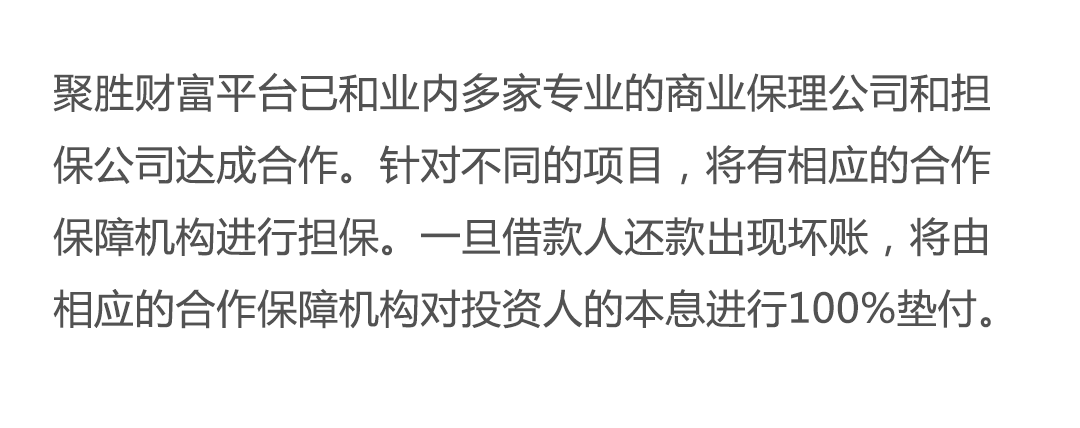 聚胜财富平台已和业内多家专业的商业保理公司和担
保公司达成合作。针对不同的项目，将有相应的合作
保障机构进行担保。一旦借款人还款出现坏账，将由
相应的合作保障机构对投资人的本息进行100%垫付。